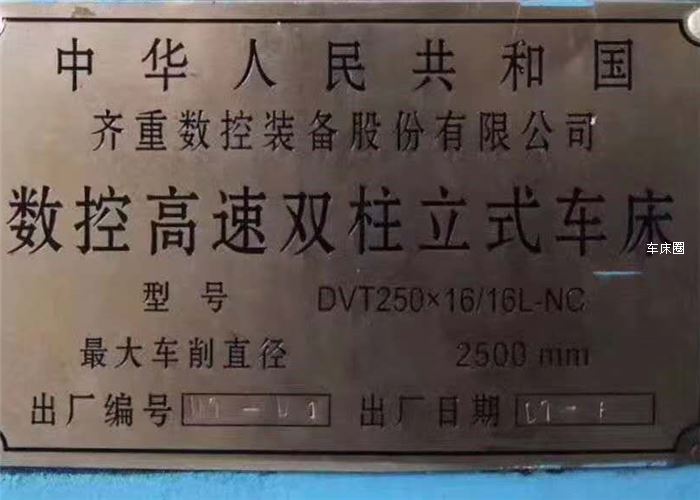 中华人民共和国
齐重数控装备股份有限公司
数控高速双柱立式车床
车床圈
型号 DVT250×16/16L-NC
最大车削直径 2500 mm
出厂编号 出厂日期